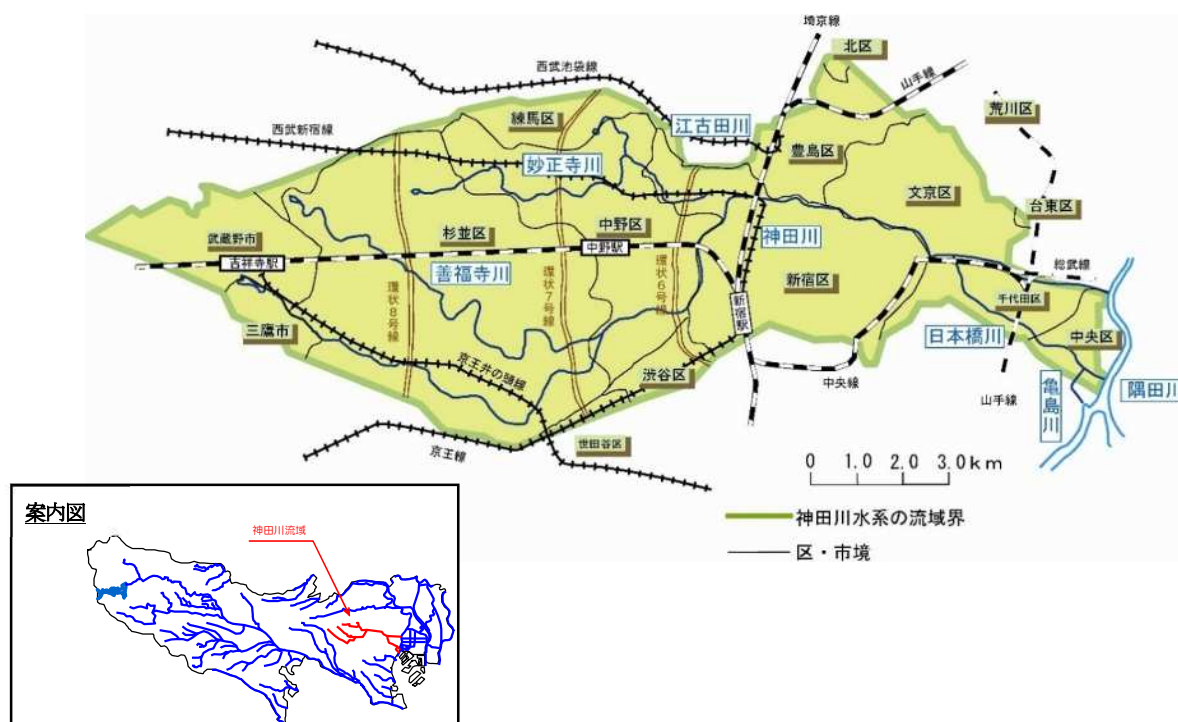 埼京線
北区
山手線
西武池袋線
荒川区
練馬区
江古田川
西武新宿線
豊島区
妙正寺川
文京区
台東区
武蔵野市
杉並区
中野区
神田川
吉祥寺駅
中野駅
善福寺川
総武線
新宿区
環状8号線
環状7号線
環状6号線
新宿駅
千代田区
三鷹市
日本橋川
中央区
京王井の頭線
渋谷区
中央線
山手線
亀島川
隅田川
京王線
世田谷区
0 1.0 2.0 3.0km
神田川水系の流域界
区・市境
案内図
神田川流域